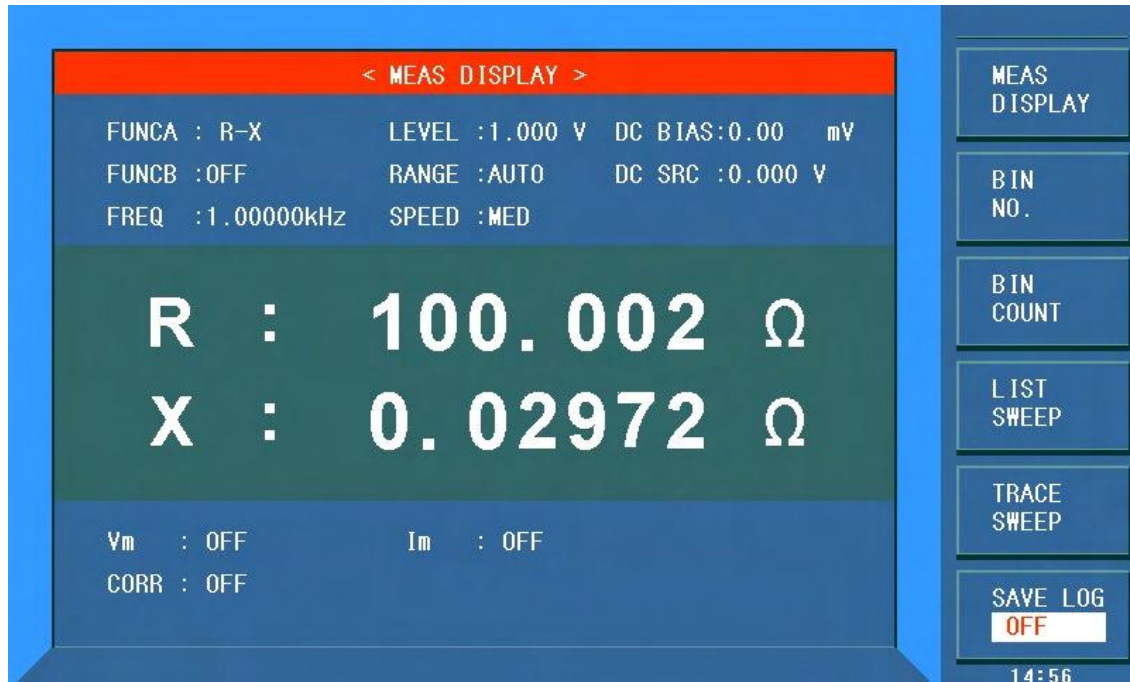 < MEAS DISPLAY >
FUNCA : R-X LEVEL :1.000 V DC BIAS:0.00 mV
FUNCB :OFF RANGE :AUTO DC SRC :0.000 V
FREQ :1.00000kHz SPEED :MED
R : 100.002 Ω
X : 0.02972 Ω
Vm : OFF Im : OFF
CORR : OFF
MEAS
DISPLAY
BIN
NO.
BIN
COUNT
LIST
SWEEP
TRACE
SWEEP
SAVE LOG
OFF
14:56